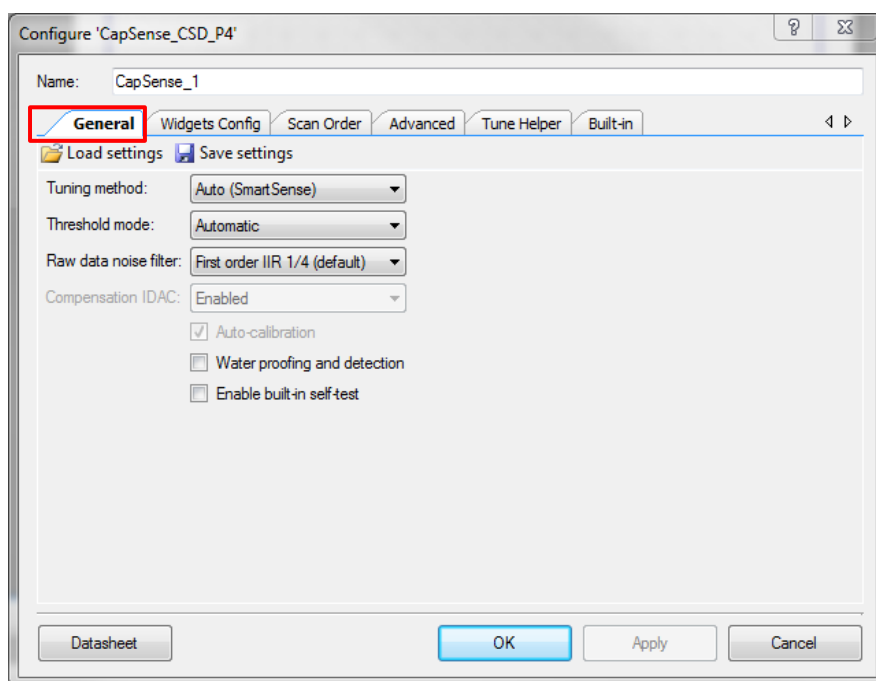 Configure 'CapSense_CSD_P4'
Name: CapSense_1
General Widgets Config Scan Order Advanced Tune Helper Built-in
Load settings Save settings
Tuning method: Auto (SmartSense)
Threshold mode: Automatic
Raw data noise filter: First order IIR 1/4 (default)
Compensation IDAC: Enabled
Auto-calibration
Water proofing and detection
Enable built-in self-test
Datasheet OK Apply Cancel